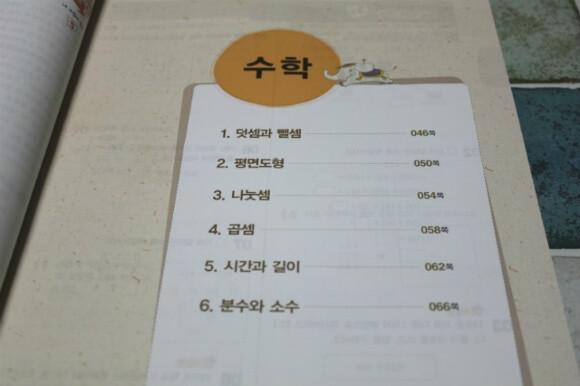 수학
1. 덧셈과 뺄셈 046쪽
2. 평면도형 050쪽
3. 나눗셈 054쪽
4. 곱셈 058쪽
5. 시간과 길이 062쪽
6. 분수와 소수 066쪽